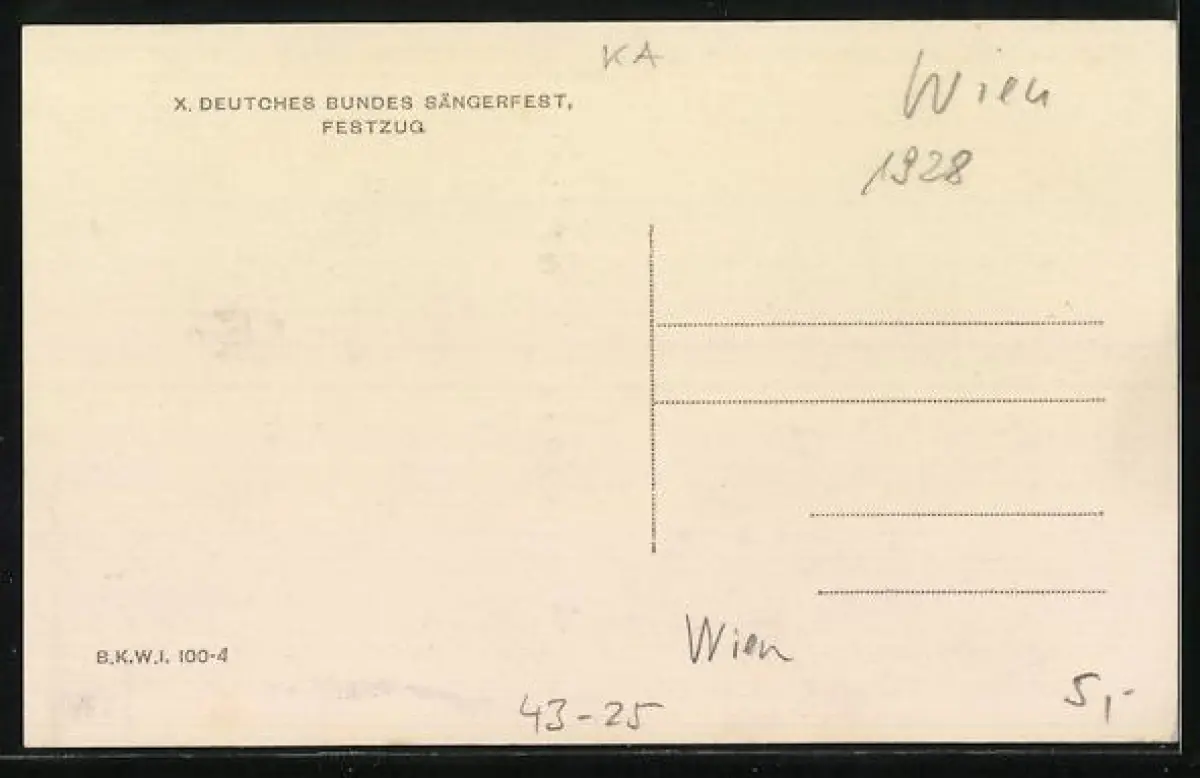 KA
X. DEUTCHES BUNDES SÄNGERFEST,
FESTZUG
Wien
1928
B.K.W.I. 100-4
Wien
43-25
5,-